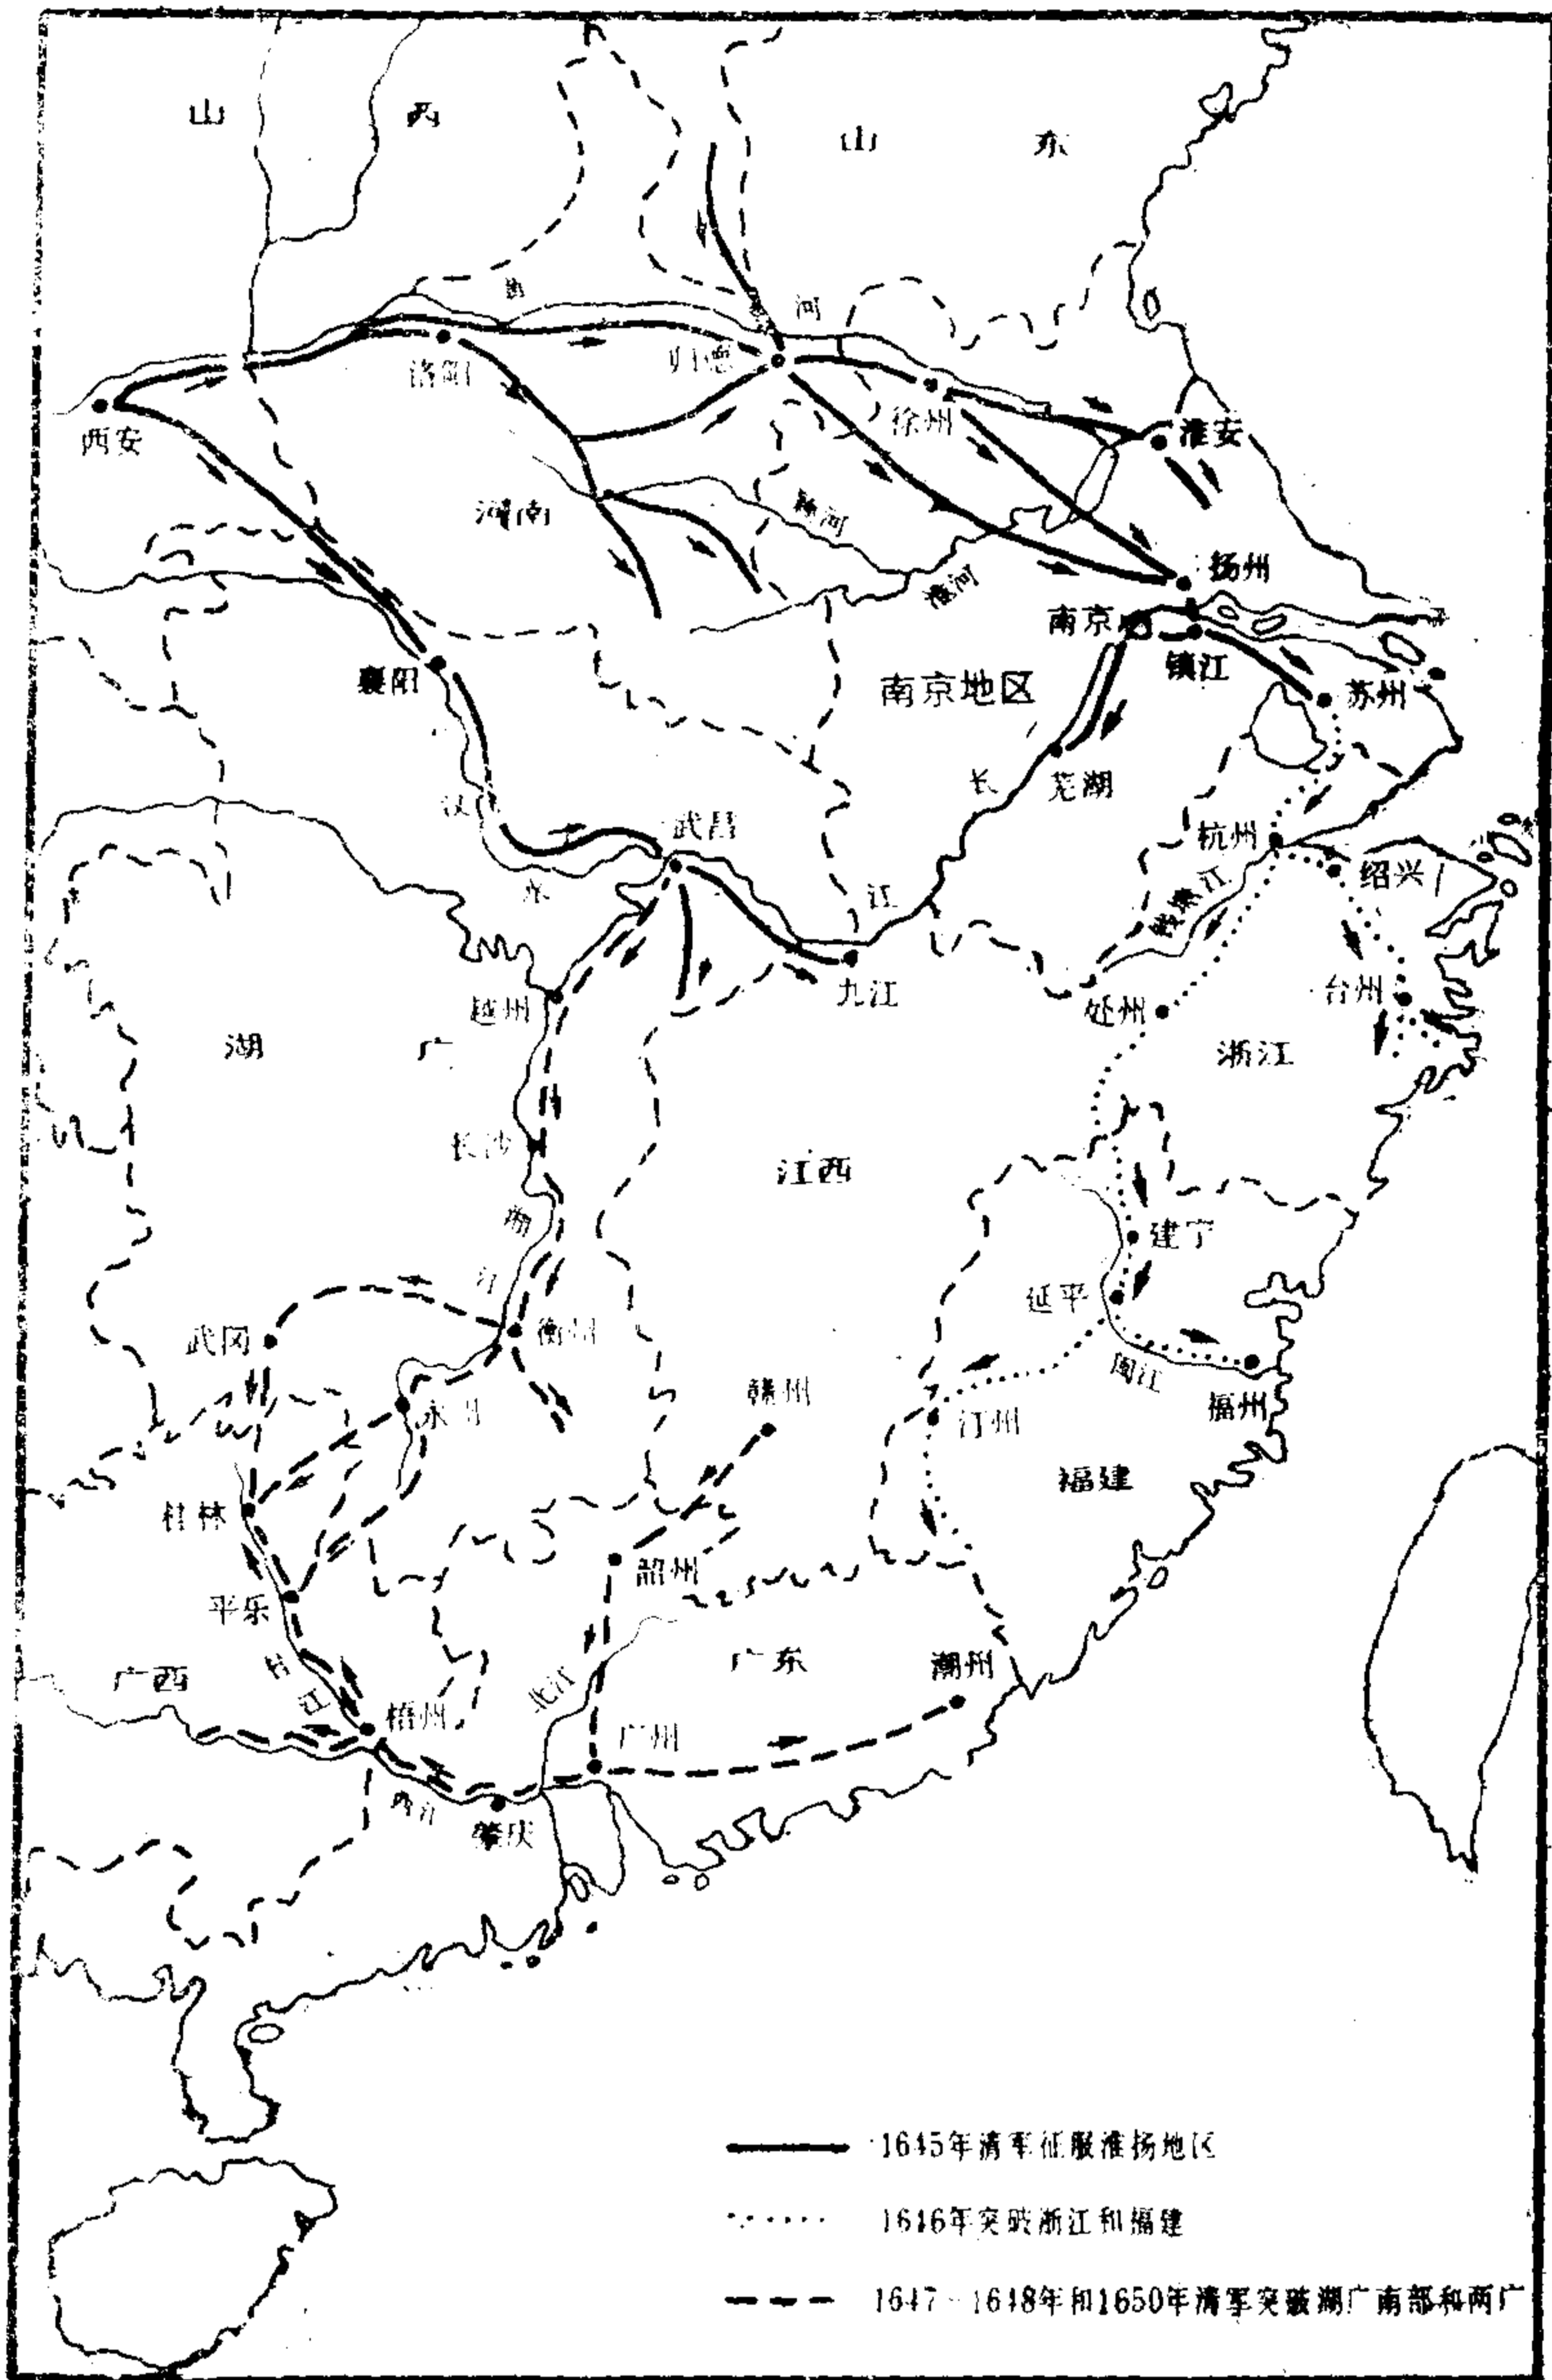 山西
山东
河
归德
洛阳
徐州
淮安
西安
河南
颍河
淮河
扬州
南京
镇江
襄阳
南京地区
苏州
长
芜湖
汉
武昌
杭州
水
江
绍兴
钱塘江
越州
九江
处州
台州
湖广
浙江
长沙
江西
湘
建宁
江
延平
武冈
衡州
闽江
赣州
福州
永州
汀州
福建
桂林
韶州
平乐
广东
潮州
广西
桂江
北江
梧州
广州
西江
肇庆
1645年清军征服淮扬地区
1646年突破浙江和福建
1647-1648年和1650年清军突破湖广南部和两广